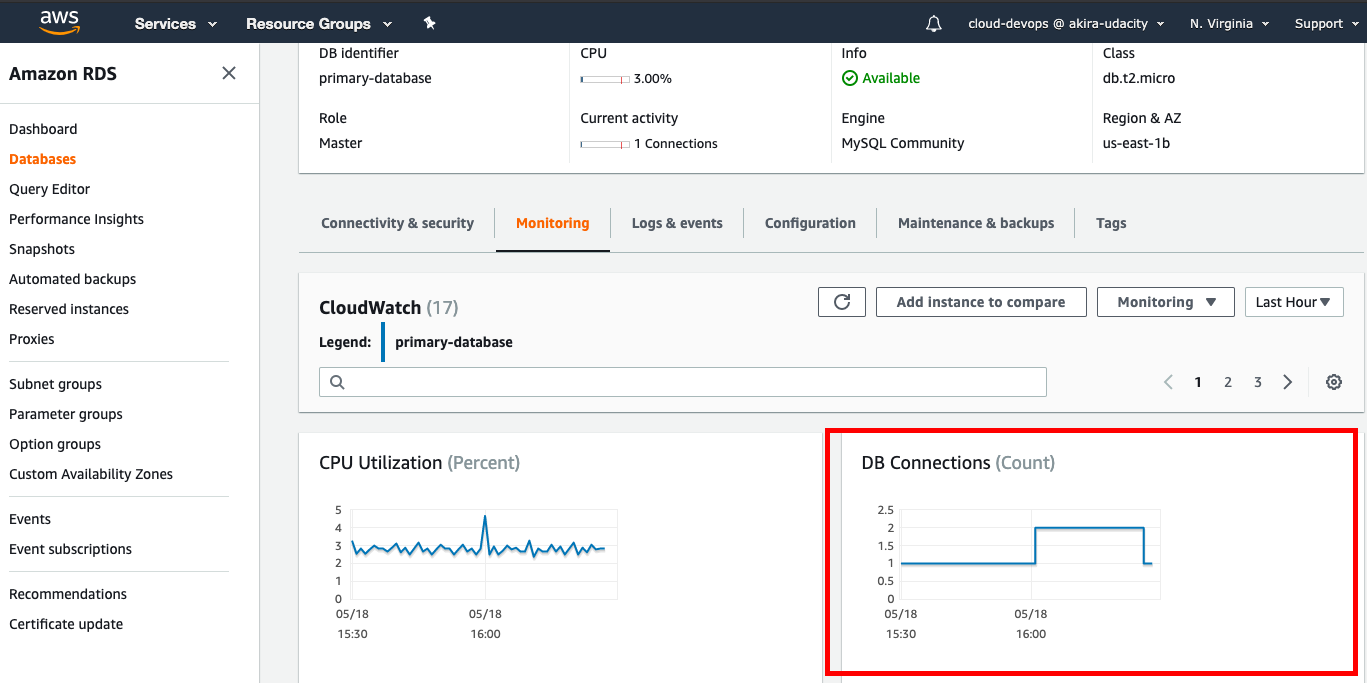 aws Services Resource Groups cloud-devops @ akira-udacity N. Virginia Support
Amazon RDS
Dashboard
Databases
Query Editor
Performance Insights
Snapshots
Automated backups
Reserved instances
Proxies
Subnet groups
Parameter groups
Option groups
Custom Availability Zones
Events
Event subscriptions
Recommendations
Certificate update
DB identifier CPU Info Class
primary-database 3.00% Available db.t2.micro
Role Current activity Engine Region & AZ
Master 1 Connections MySQL Community us-east-1b
Connectivity & security Monitoring Logs & events Configuration Maintenance & backups Tags
CloudWatch (17) Add instance to compare Monitoring Last Hour
Legend: primary-database
1 2 3
CPU Utilization (Percent)
5
4
3
2
1
0
05/18 05/18
15:30 16:00
DB Connections (Count)
2.5
2
1.5
1
0.5
0
05/18 05/18
15:30 16:00